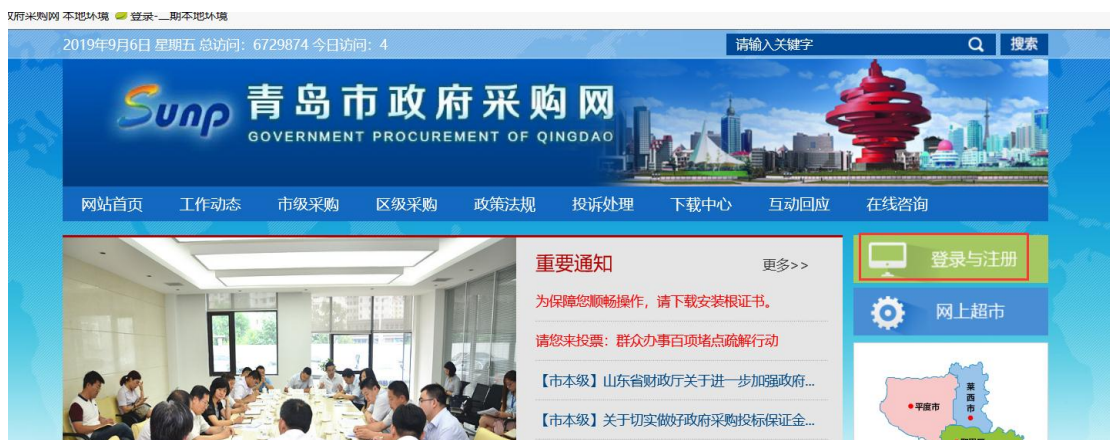 政府采购网 本地环境 登录-二期本地环境
2019年9月6日 星期五 总访问：6729874 今日访问：4
请输入关键字
搜索
Sunp
青岛市政府采购网
GOVERNMENT PROCUREMENT OF QINGDAO
网站首页 工作动态 市级采购 区级采购 政策法规 投诉处理 下载中心 互动回应 在线咨询
重要通知 更多>>
登录与注册
为保障您顺畅操作，请下载安装根证书。
网上超市
请您来投票：群众办事百项堵点疏解行动
【市本级】山东省财政厅关于进一步加强政府...
莱西市
平度市
【市本级】关于切实做好政府采购投标保证金...